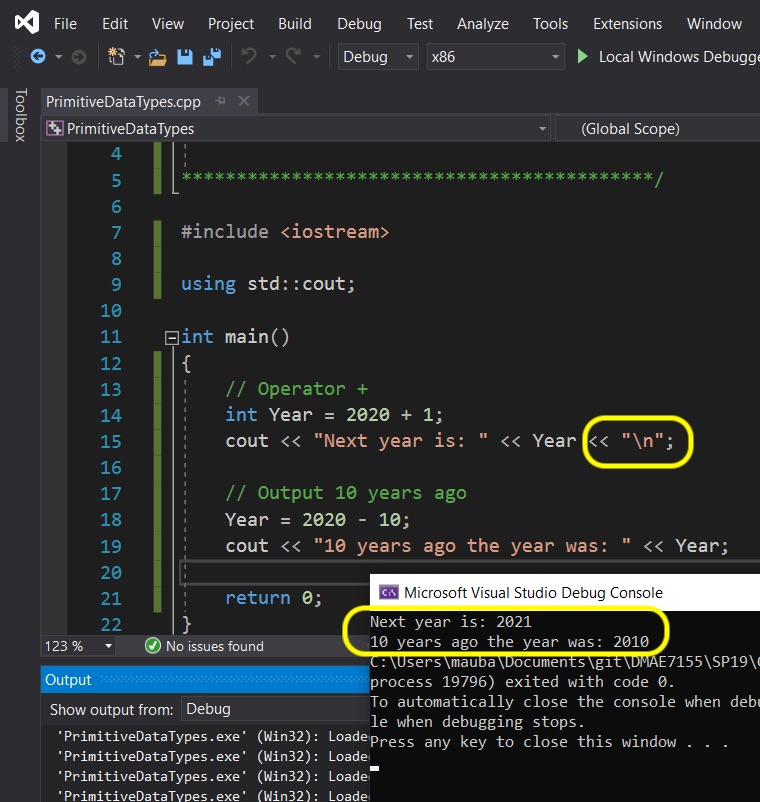 File Edit View Project Build Debug Test Analyze Tools Extensions Window
Debug x86 Local Windows Debugge
Toolbox
PrimitiveDataTypes.cpp
PrimitiveDataTypes (Global Scope)
4
5 *******************************************/
6
7 #include <iostream>
8
9 using std::cout;
10
11 int main()
12 {
13 // Operator +
14 int Year = 2020 + 1;
15 cout << "Next year is: " << Year << "\n";
16
17 // Output 10 years ago
18 Year = 2020 - 10;
19 cout << "10 years ago the year was: " << Year;
20
21 return 0;
22 }
123 % No issues found
Output
Show output from: Debug
'PrimitiveDataTypes.exe' (Win32): Loade
'PrimitiveDataTypes.exe' (Win32): Loade
'PrimitiveDataTypes.exe' (Win32): Loade
'PrimitiveDataTypes.exe' (Win32): Loade
C:\ Microsoft Visual Studio Debug Console
Next year is: 2021
10 years ago the year was: 2010
C:\Users\mauba\Documents\git\DMAE7155\SP19\
process 19796) exited with code 0.
To automatically close the console when debu
le when debugging stops.
Press any key to close this window . . .